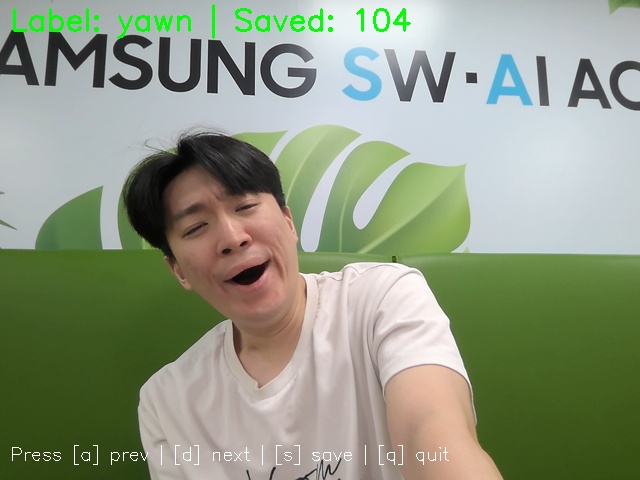 Label: yawn | Saved: 104
AMSUNG SW·AI AC
Press [a] prev | [d] next | [s] save | [q] quit